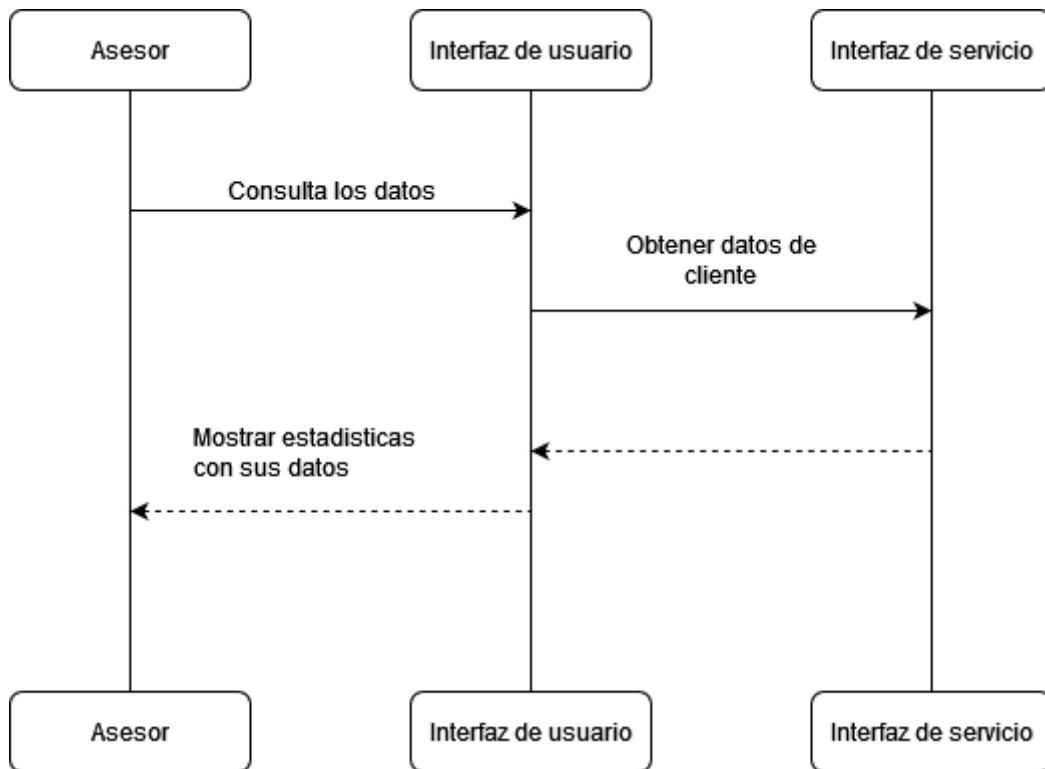 Asesor
Interfaz de usuario
Interfaz de servicio
Consulta los datos
Obtener datos de
cliente
Mostrar estadisticas
con sus datos
Asesor
Interfaz de usuario
Interfaz de servicio